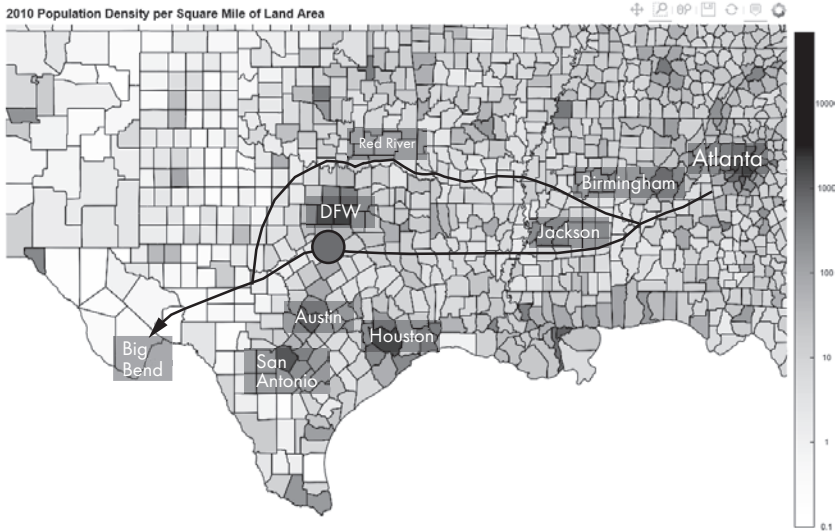 2010 Population Density per Square Mile of Land Area
Red River
Atlanta
Birmingham
DFW
Jackson
Austin
Houston
Big
Bend
San
Antonio
1000
100
10
1
0.1